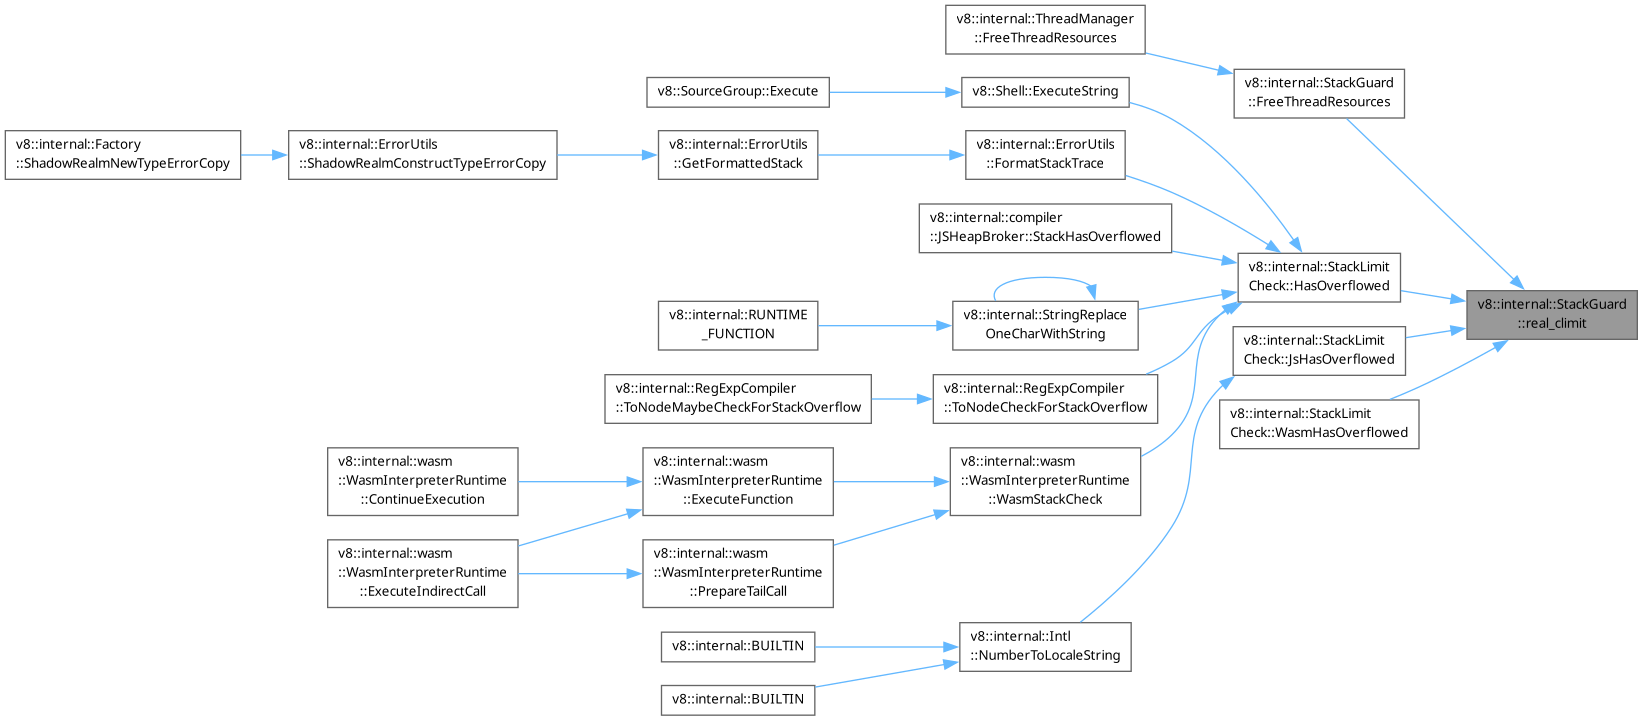 v8::internal::ThreadManager
::FreeThreadResources
v8::internal::StackGuard
::FreeThreadResources
v8::SourceGroup::Execute
v8::Shell::ExecuteString
v8::internal::Factory
::ShadowRealmNewTypeErrorCopy
v8::internal::ErrorUtils
::ShadowRealmConstructTypeErrorCopy
v8::internal::ErrorUtils
::GetFormattedStack
v8::internal::ErrorUtils
::FormatStackTrace
v8::internal::compiler
::JSHeapBroker::StackHasOverflowed
v8::internal::StackLimit
Check::HasOverflowed
v8::internal::StackGuard
::real_climit
v8::internal::RUNTIME
_FUNCTION
v8::internal::StringReplace
OneCharWithString
v8::internal::StackLimit
Check::JsHasOverflowed
v8::internal::RegExpCompiler
::ToNodeMaybeCheckForStackOverflow
v8::internal::RegExpCompiler
::ToNodeCheckForStackOverflow
v8::internal::StackLimit
Check::WasmHasOverflowed
v8::internal::wasm
::WasmInterpreterRuntime
::ContinueExecution
v8::internal::wasm
::WasmInterpreterRuntime
::ExecuteFunction
v8::internal::wasm
::WasmInterpreterRuntime
::WasmStackCheck
v8::internal::wasm
::WasmInterpreterRuntime
::ExecuteIndirectCall
v8::internal::wasm
::WasmInterpreterRuntime
::PrepareTailCall
v8::internal::BUILTIN
v8::internal::Intl
::NumberToLocaleString
v8::internal::BUILTIN